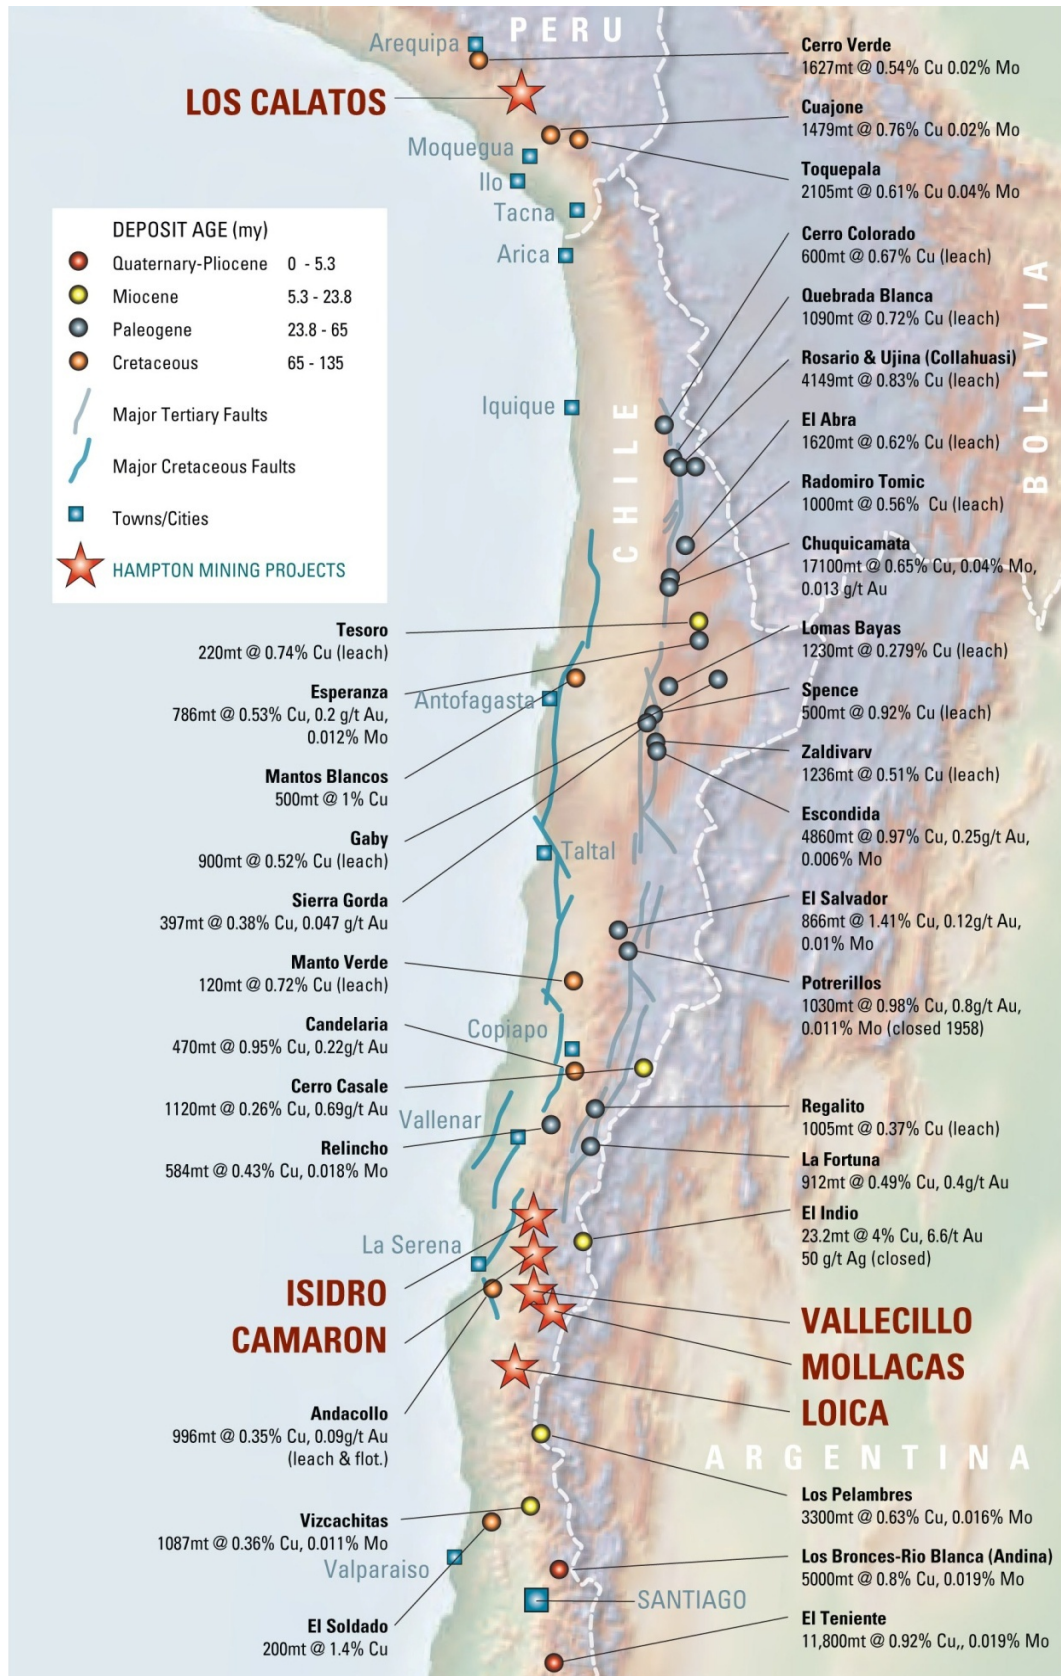 PERU
Arequipa
LOS CALATOS
Moquegua
Ilo
Tacna
Arica
Cerro Verde
1627mt @ 0.54% Cu 0.02% Mo
Cuajone
1479mt @ 0.76% Cu 0.02% Mo
Toquepala
2105mt @ 0.61% Cu 0.04% Mo
Cerro Colorado
600mt @ 0.67% Cu (leach)
Quebrada Blanca
1090mt @ 0.72% Cu (leach)
Rosario & Ujina (Collahuasi)
4149mt @ 0.83% Cu (leach)
El Abra
1620mt @ 0.62% Cu (leach)
Radomiro Tomic
1000mt @ 0.56% Cu (leach)
Chuquicamata
17100mt @ 0.65% Cu, 0.04% Mo,
0.013 g/t Au
Lomas Bayas
1230mt @ 0.279% Cu (leach)
Spence
500mt @ 0.92% Cu (leach)
Zaldivarv
1236mt @ 0.51% Cu (leach)
Escondida
4860mt @ 0.97% Cu, 0.25g/t Au,
0.006% Mo
El Salvador
866mt @ 1.41% Cu, 0.12g/t Au,
0.01% Mo
Potrerillos
1030mt @ 0.98% Cu, 0.8g/t Au,
0.011% Mo (closed 1958)
Regalito
1005mt @ 0.37% Cu (leach)
La Fortuna
912mt @ 0.49% Cu, 0.4g/t Au
El Indio
23.2mt @ 4% Cu, 6.6/t Au
50 g/t Ag (closed)
VALLECILLO
MOLLACAS
LOICA
ARGENTINA
Los Pelambres
3300mt @ 0.63% Cu, 0.016% Mo
Los Bronces-Rio Blanca (Andina)
5000mt @ 0.8% Cu, 0.019% Mo
SANTIAGO
El Teniente
11,800mt @ 0.92% Cu,, 0.019% Mo
BOLIVIA
CHILE
DEPOSIT AGE (my)
Quaternary-Pliocene 0 - 5.3
Miocene 5.3 - 23.8
Paleogene 23.8 - 65
Cretaceous 65 - 135
Major Tertiary Faults
Major Cretaceous Faults
Towns/Cities
HAMPTON MINING PROJECTS
Iquique
Tesoro
220mt @ 0.74% Cu (leach)
Esperanza
786mt @ 0.53% Cu, 0.2 g/t Au,
0.012% Mo
Antofagasta
Mantos Blancos
500mt @ 1% Cu
Gaby
900mt @ 0.52% Cu (leach)
Taltal
Sierra Gorda
397mt @ 0.38% Cu, 0.047 g/t Au
Manto Verde
120mt @ 0.72% Cu (leach)
Candelaria
470mt @ 0.95% Cu, 0.22g/t Au
Copiapo
Cerro Casale
1120mt @ 0.26% Cu, 0.69g/t Au
Vallenar
Relincho
584mt @ 0.43% Cu, 0.018% Mo
La Serena
ISIDRO
CAMARON
Andacollo
996mt @ 0.35% Cu, 0.09g/t Au
(leach & flot.)
Vizcachitas
1087mt @ 0.36% Cu, 0.011% Mo
Valparaiso
El Soldado
200mt @ 1.4% Cu